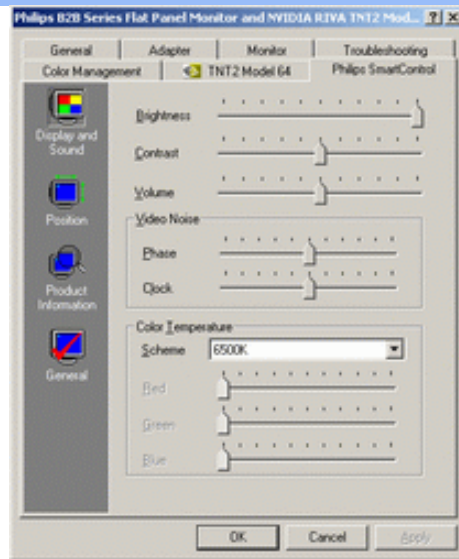 Philips B2B Series Flat Panel Monitor and NVIDIA RIVA TNT2 Mod...
General Adapter Monitor Troubleshooting
Color Management TNT2 Model 64 Philips SmartControl
Display and
Sound
Position
Product
Information
General
Brightness
Contrast
Volume
Video Noise
Phase
Clock
Color Temperature
Scheme 6500K
Red
Green
Blue
OK Cancel Apply